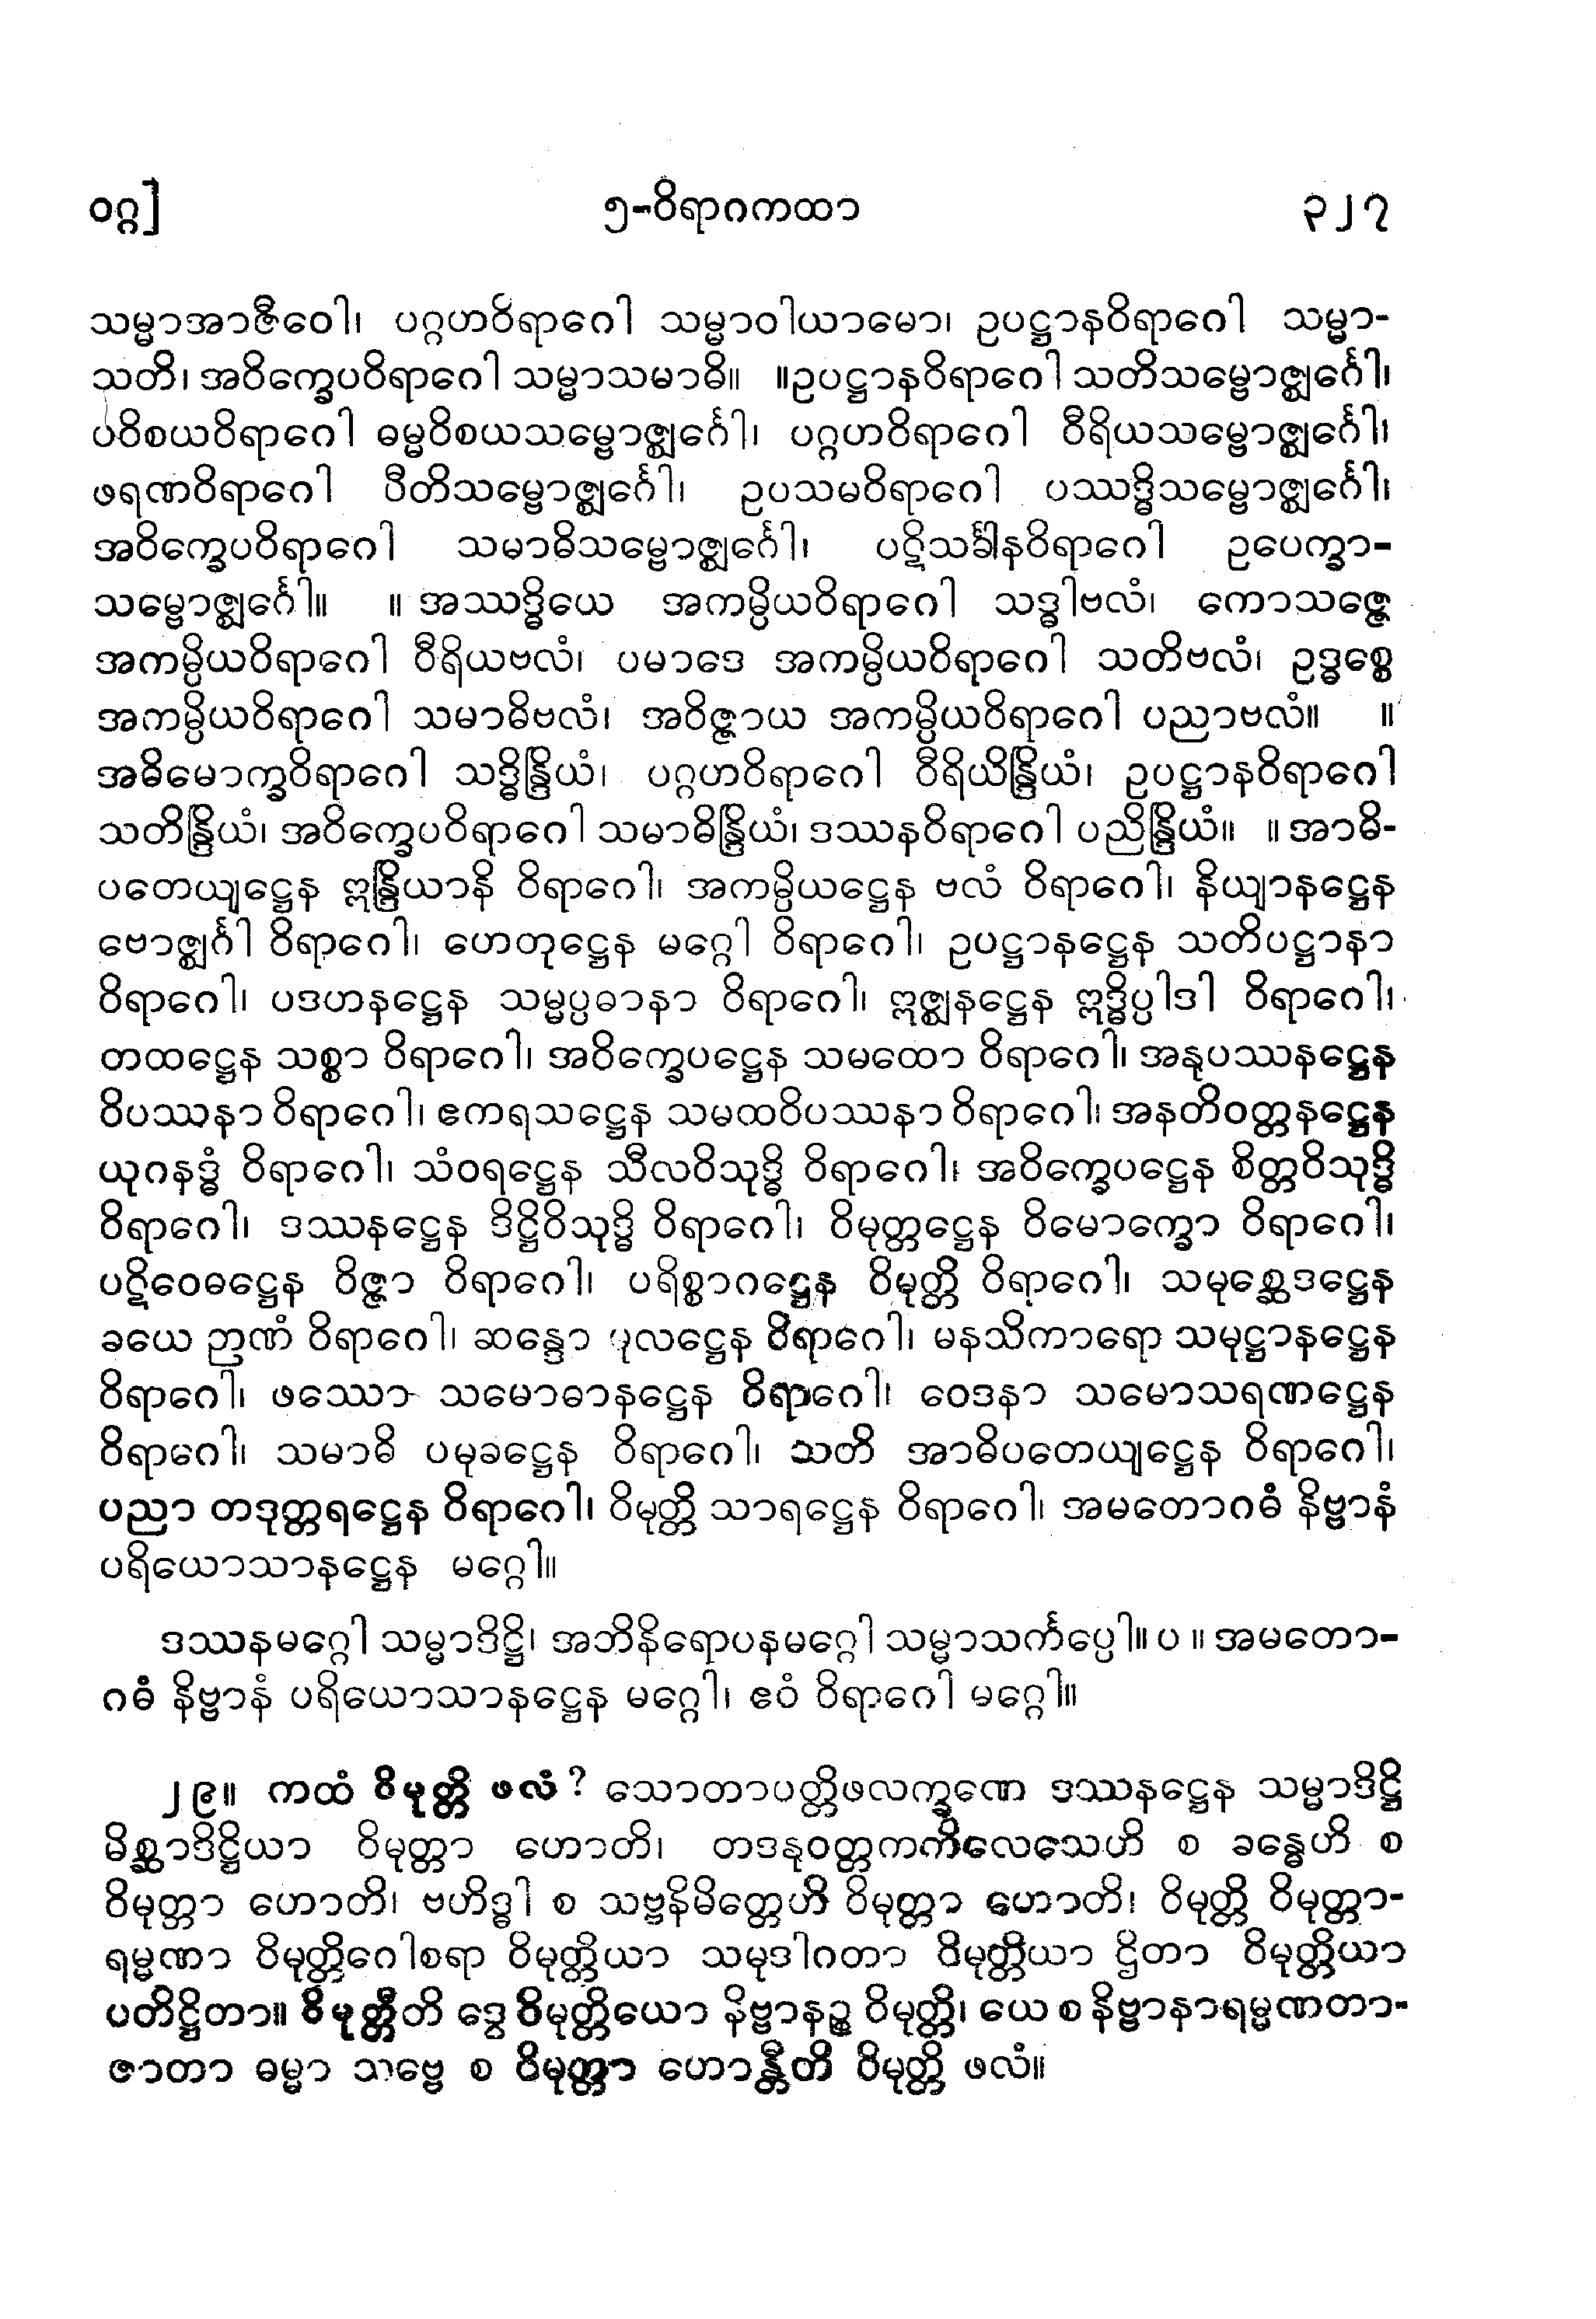 ဝဂ္ဂ] ၅-ဝိရာဂကထာ ၃၂၇
သမ္မာအာဇီဝေါ၊ ပဂ္ဂဟဝိရာဂေါ သမ္မာဝါယာမော၊ ဥပဋ္ဌာနဝိရာဂေါ သမ္မာ-
သတိ၊ အဝိက္ခေပဝိရာဂေါ သမ္မာသမာဓိ။ ။ဥပဋ္ဌာနဝိရာဂေါ သတိသမ္ဗောဇ္ဈင်္ဂေါ၊
ပဝိစယဝိရာဂေါ ဓမ္မဝိစယသမ္ဗောဇ္ဈင်္ဂေါ၊ ပဂ္ဂဟဝိရာဂေါ ဝီရိယသမ္ဗောဇ္ဈင်္ဂေါ၊
ဖရဏဝိရာဂေါ ပီတိသမ္ဗောဇ္ဈင်္ဂေါ၊ ဥပသမဝိရာဂေါ ပဿဒ္ဓိသမ္ဗောဇ္ဈင်္ဂေါ၊
အဝိက္ခေပဝိရာဂေါ သမာဓိသမ္ဗောဇ္ဈင်္ဂေါ၊ ပဋိသင်္ခါနဝိရာဂေါ ဥပေက္ခာ-
သမ္ဗောဇ္ဈင်္ဂေါ။ ။ အဿဒ္ဓိယေ အကမ္ပိယဝိရာဂေါ သဒ္ဓါဗလံ၊ ကောသဇ္ဇေ
အကမ္ပိယဝိရာဂေါ ဝီရိယဗလံ၊ ပမာဒေ အကမ္ပိယဝိရာဂေါ သတိဗလံ၊ ဥဒ္ဓစ္စေ
အကမ္ပိယဝိရာဂေါ သမာဓိဗလံ၊ အဝိဇ္ဇာယ အကမ္ပိယဝိရာဂေါ ပညာဗလံ။ ။
အဓိမောက္ခဝိရာဂေါ သဒ္ဓိန္ဒြိယံ၊ ပဂ္ဂဟဝိရာဂေါ ဝီရိယိန္ဒြိယံ၊ ဥပဋ္ဌာနဝိရာဂေါ
သတိန္ဒြိယံ၊ အဝိက္ခေပဝိရာဂေါ သမာဓိန္ဒြိယံ၊ ဒဿနဝိရာဂေါ ပညိန္ဒြိယံ။ ။ အာဓိ-
ပတေယျဋ္ဌေန ဣန္ဒြိယာနိ ဝိရာဂေါ၊ အကမ္ပိယဋ္ဌေန ဗလံ ဝိရာဂေါ၊ နိယျာနဋ္ဌေန
ဗောဇ္ဈင်္ဂါ ဝိရာဂေါ၊ ဟေတုဋ္ဌေန မဂ္ဂေါ ဝိရာဂေါ၊ ဥပဋ္ဌာနဋ္ဌေန သတိပဋ္ဌာနာ
ဝိရာဂေါ၊ ပဒဟနဋ္ဌေန သမ္မပ္ပဓာနာ ဝိရာဂေါ၊ ဣဇ္ဈနဋ္ဌေန ဣဒ္ဓိပ္ပါဒါ ဝိရာဂေါ၊
တထဋ္ဌေန သစ္စာ ဝိရာဂေါ၊ အဝိက္ခေပဋ္ဌေန သမထော ဝိရာဂေါ၊ အနုပဿနဋ္ဌေန
ဝိပဿနာ ဝိရာဂေါ၊ ဧကရသဋ္ဌေန သမထဝိပဿနာ ဝိရာဂေါ၊ အနတိဝတ္တနဋ္ဌေန
ယုဂနဒ္ဓံ ဝိရာဂေါ၊ သံဝရဋ္ဌေန သီလဝိသုဒ္ဓိ ဝိရာဂေါ၊ အဝိက္ခေပဋ္ဌေန စိတ္တဝိသုဒ္ဓိ
ဝိရာဂေါ၊ ဒဿနဋ္ဌေန ဒိဋ္ဌိဝိသုဒ္ဓိ ဝိရာဂေါ၊ ဝိမုတ္တဋ္ဌေန ဝိမောက္ခော ဝိရာဂေါ၊
ပဋိဝေဓဋ္ဌေန ဝိဇ္ဇာ ဝိရာဂေါ၊ ပရိစ္စာဂဋ္ဌေန ဝိမုတ္တိ ဝိရာဂေါ၊ သမုစ္ဆေဒဋ္ဌေန
ခယေ ဉာဏံ ဝိရာဂေါ၊ ဆန္ဒော မူလဋ္ဌေန ဝိရာဂေါ၊ မနသိကာရော သမုဋ္ဌာနဋ္ဌေန
ဝိရာဂေါ၊ ဖဿော သမောဓာနဋ္ဌေန ဝိရာဂေါ၊ ဝေဒနာ သမောသရဏဋ္ဌေန
ဝိရာဂေါ၊ သမာဓိ ပမုခဋ္ဌေန ဝိရာဂေါ၊ သတိ အာဓိပတေယျဋ္ဌေန ဝိရာဂေါ၊
ပညာ တဒုတ္တရဋ္ဌေန ဝိရာဂေါ၊ ဝိမုတ္တိ သာရဋ္ဌေန ဝိရာဂေါ၊ အမတောဂဓံ နိဗ္ဗာနံ
ပရိယောသာနဋ္ဌေန မဂ္ဂေါ။
ဒဿနမဂ္ဂေါ သမ္မာဒိဋ္ဌိ၊ အဘိနိရောပနမဂ္ဂေါ သမ္မာသင်္ကပ္ပေါ။ ပ ။ အမတော-
ဂဓံ နိဗ္ဗာနံ ပရိယောသာနဋ္ဌေန မဂ္ဂေါ၊ ဧဝံ ဝိရာဂေါ မဂ္ဂေါ။
၂၉။ ကထံ ဝိမုတ္တိ ဖလံ? သောတာပတ္တိဖလက္ခဏေ ဒဿနဋ္ဌေန သမ္မာဒိဋ္ဌိ
မိစ္ဆာဒိဋ္ဌိယာ ဝိမုတ္တာ ဟောတိ၊ တဒနုဝတ္တကကိလေသေဟိ စ ခန္ဓေဟိ စ
ဝိမုတ္တာ ဟောတိ၊ ဗဟိဒ္ဓါ စ သဗ္ဗနိမိတ္တေဟိ ဝိမုတ္တာ ဟောတိ၊ ဝိမုတ္တိ ဝိမုတ္တာ-
ရမ္မဏာ ဝိမုတ္တိဂေါစရာ ဝိမုတ္တိယာ သမုဒါဂတာ ဝိမုတ္တိယာ ဌိတာ ဝိမုတ္တိယာ
ပတိဋ္ဌိတာ။ ဝိမုတ္တီတိ ဒွေ ဝိမုတ္တိယော နိဗ္ဗာနဉ္စ ဝိမုတ္တိ၊ ယေ စ နိဗ္ဗာနာရမ္မဏတာ-
ဇာတာ ဓမ္မာ သဗ္ဗေ စ ဝိမုတ္တာ ဟောန္တီတိ ဝိမုတ္တိ ဖလံ။